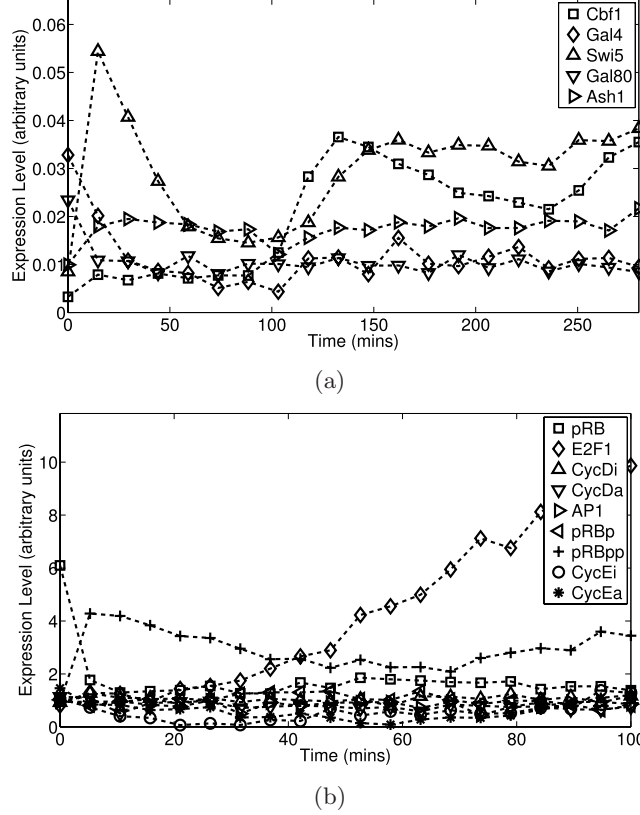 0.06
0.05
0.04
0.03
0.02
0.01
0
Expression Level (arbitrary units)
Cbf1
Gal4
Swi5
Gal80
Ash1
0 50 100 150 200 250
Time (mins)
(a)
10
8
6
4
2
0
Expression Level (arbitrary units)
pRB
E2F1
CycDi
CycDa
AP1
pRBp
pRBpp
CycEi
CycEa
0 20 40 60 80 100
Time (mins)
(b)